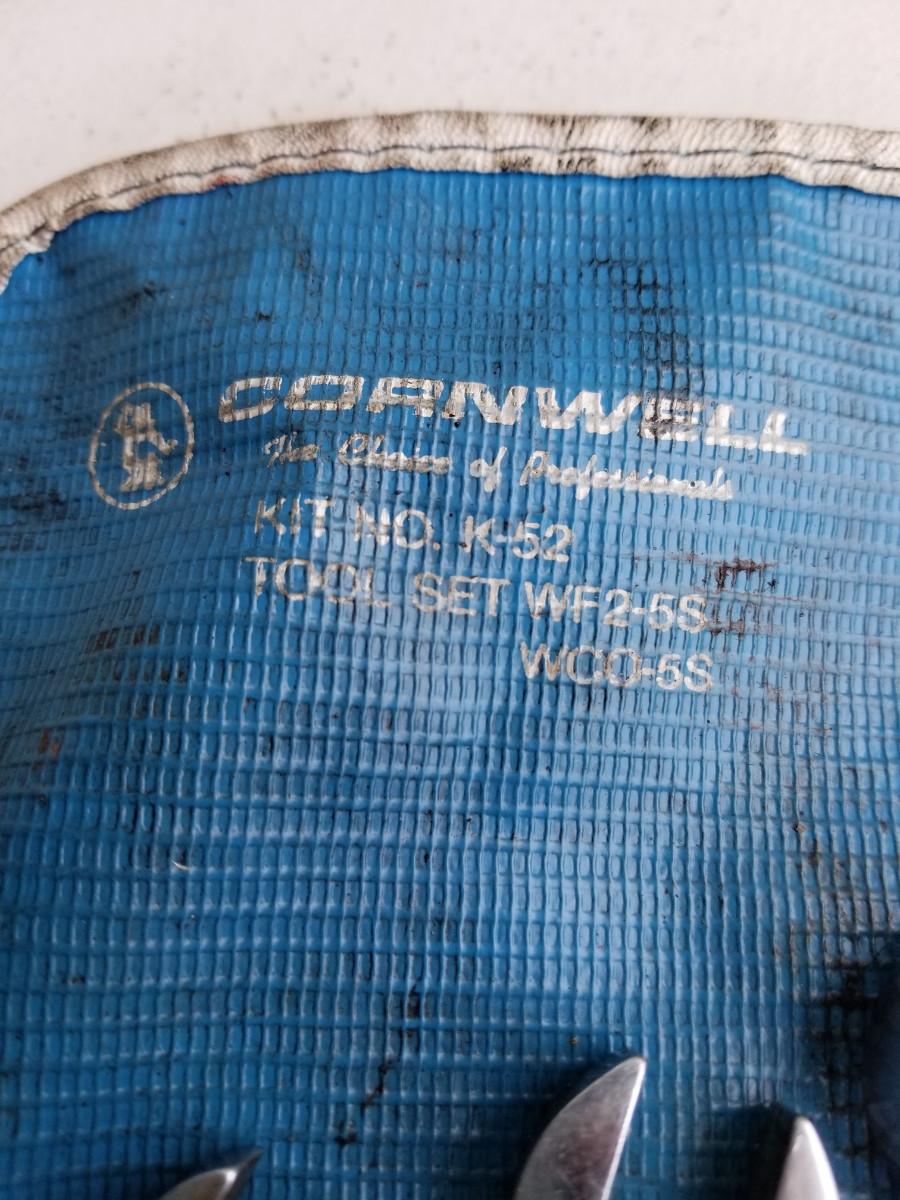 CORNWELL
The Choice of Professionals
KIT NO. K-52
TOOL SET WF2-5S
WCO-5S